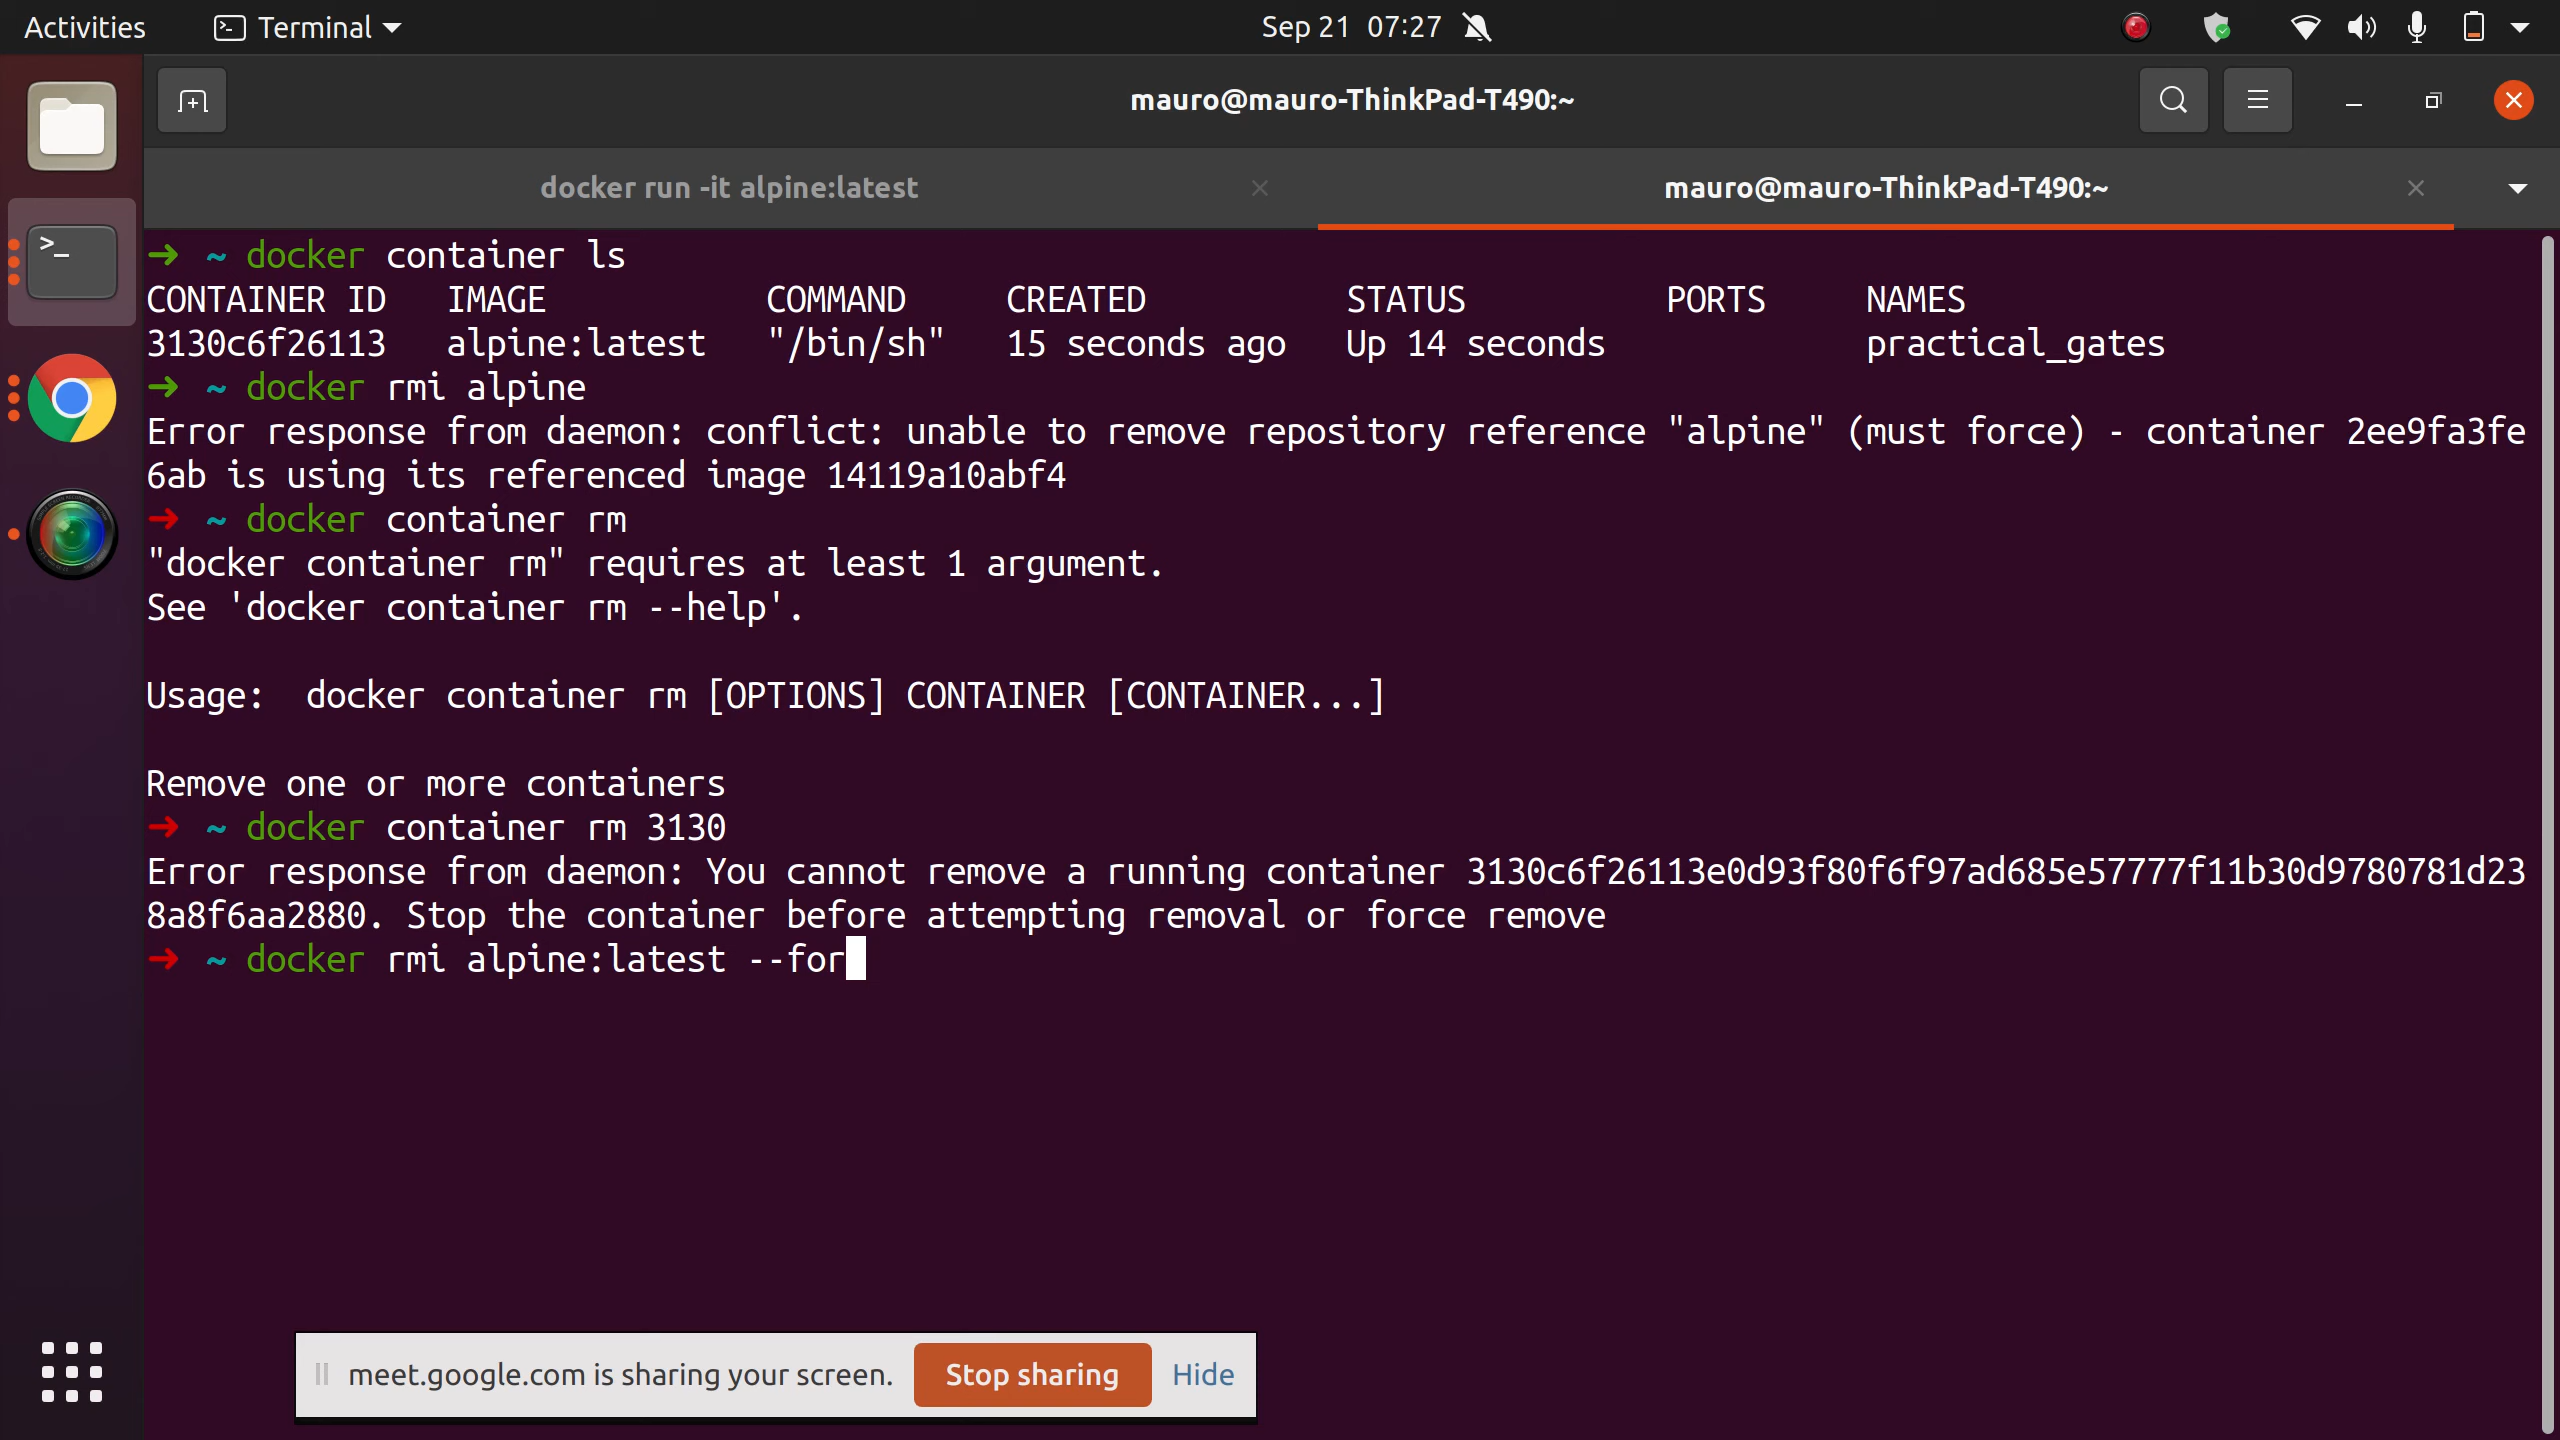 Activities
Terminal
Sep 21 07:27
mauro@mauro-ThinkPad-T490:~
docker run -it alpine:latest
mauro@mauro-ThinkPad-T490:~
➜ ~ docker container ls
CONTAINER ID IMAGE COMMAND CREATED STATUS PORTS NAMES
3130c6f26113 alpine:latest "/bin/sh" 15 seconds ago Up 14 seconds practical_gates
➜ ~ docker rmi alpine
Error response from daemon: conflict: unable to remove repository reference "alpine" (must force) - container 2ee9fa3fe
6ab is using its referenced image 14119a10abf4
➜ ~ docker container rm
"docker container rm" requires at least 1 argument.
See 'docker container rm --help'.
Usage: docker container rm [OPTIONS] CONTAINER [CONTAINER...]
Remove one or more containers
➜ ~ docker container rm 3130
Error response from daemon: You cannot remove a running container 3130c6f26113e0d93f80f6f97ad685e57777f11b30d9780781d23
8a8f6aa2880. Stop the container before attempting removal or force remove
➜ ~ docker rmi alpine:latest --for
meet.google.com is sharing your screen.
Stop sharing
Hide